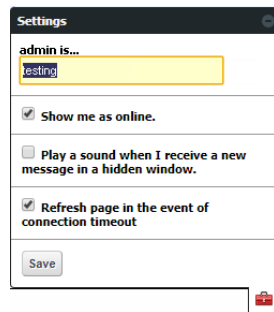 Settings
admin is...
testing
Show me as online.
Play a sound when I receive a new
message in a hidden window.
Refresh page in the event of
connection timeout
Save